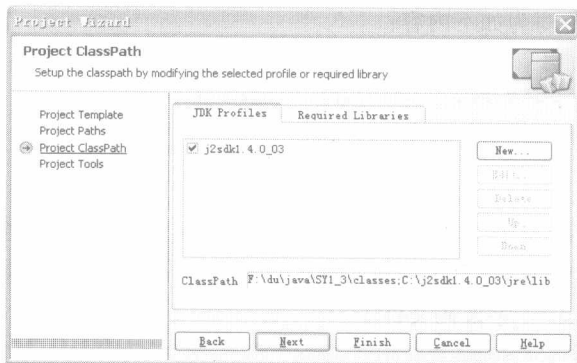 Project Wizard
Project ClassPath
Setup the classpath by modifying the selected profile or required library
Project Template
Project Paths
Project ClassPath
Project Tools
JDK Profiles
Required Libraries
j2sdk1.4.0_03
New...
Edit...
Delete
Up
Down
ClassPath F:\du\java\SY1_3\classes;C:\j2sdk1.4.0_03\jre\lib
Back
Next
Finish
Cancel
Help